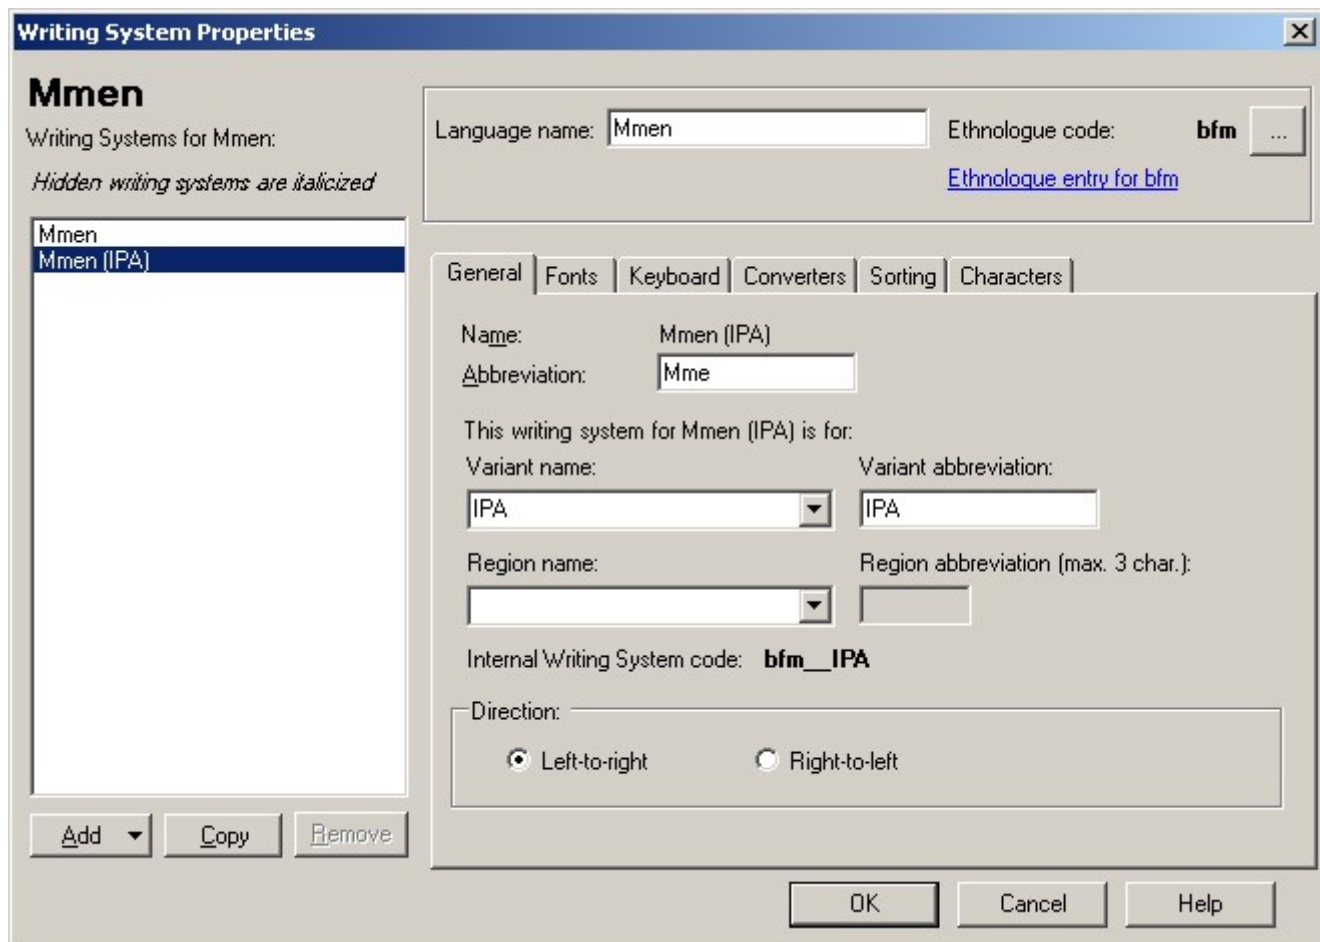 Writing System Properties
Mmen
Writing Systems for Mmen:
Hidden writing systems are italicized
Mmen
Mmen (IPA)
Add
Copy
Remove
Language name: Mmen
Ethnologue code: bfm ...
Ethnologue entry for bfm
General Fonts Keyboard Converters Sorting Characters
Name: Mmen (IPA)
Abbreviation: Mme
This writing system for Mmen (IPA) is for:
Variant name: Variant abbreviation:
IPA IPA
Region name: Region abbreviation (max. 3 char.):
Internal Writing System code: bfm__IPA
Direction:
Left-to-right Right-to-left
OK Cancel Help